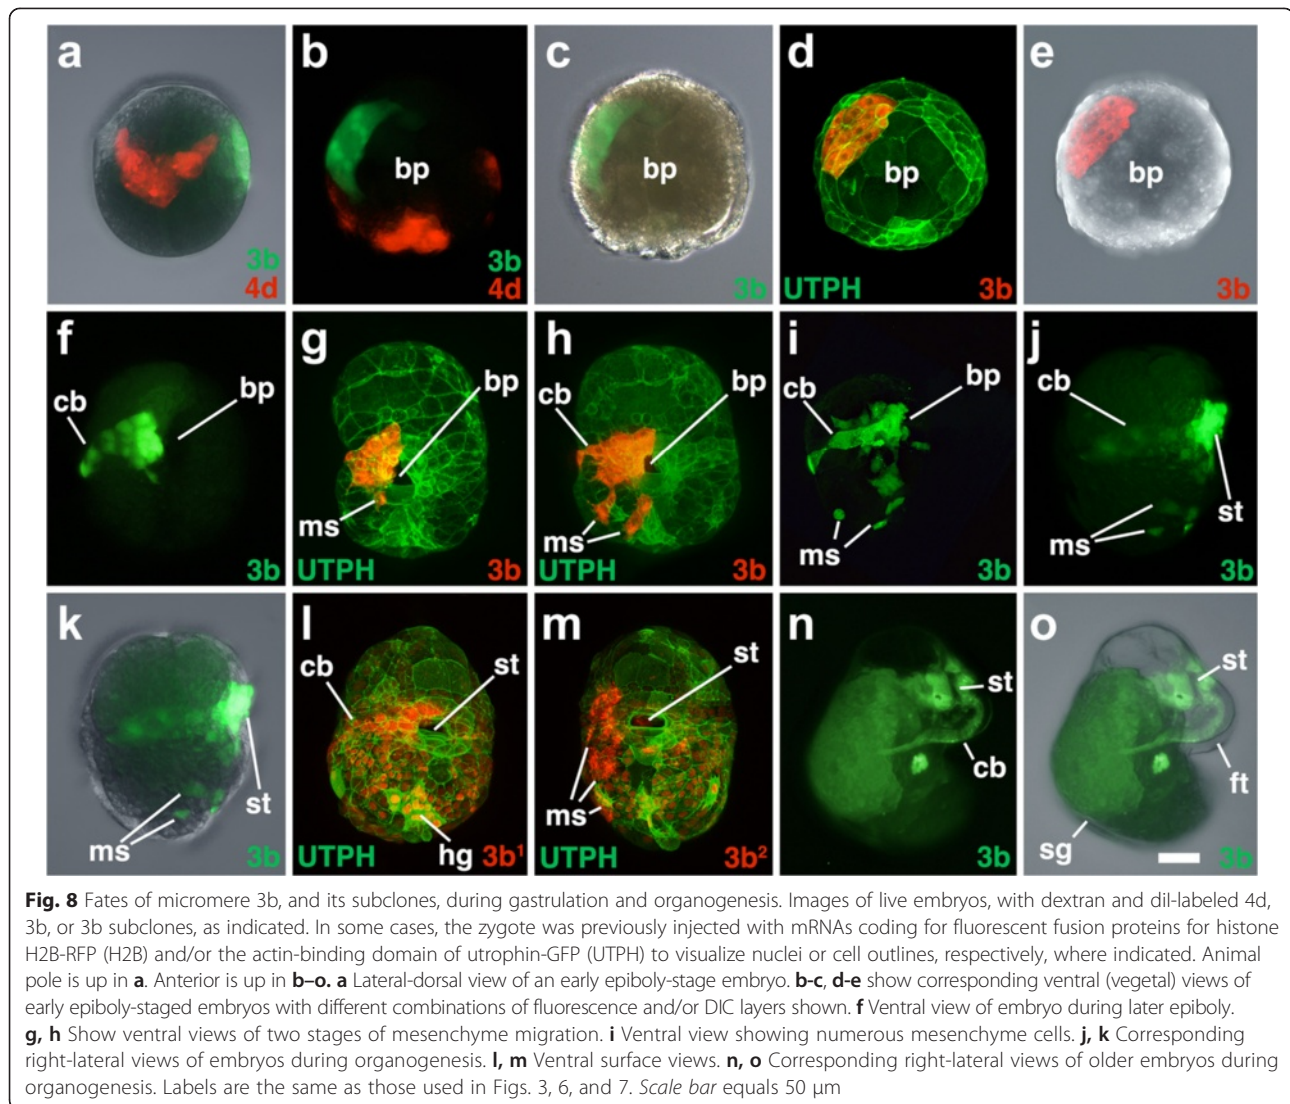 a b c d e
bp bp bp bp
3b 3b
4d 4d 3b UTPH 3b 3b
f g h i j
cb bp bp cb bp cb bp cb
ms ms ms ms st
3b UTPH 3b UTPH 3b 3b 3b
k l m n o
cb st st st st
st ms cb ft
ms hg sg
3b UTPH 3b¹ UTPH 3b² 3b 3b
Fig. 8 Fates of micromere 3b, and its subclones, during gastrulation and organogenesis. Images of live embryos, with dextran and diI-labeled 4d,
3b, or 3b subclones, as indicated. In some cases, the zygote was previously injected with mRNAs coding for fluorescent fusion proteins for histone
H2B-RFP (H2B) and/or the actin-binding domain of utrophin-GFP (UTPH) to visualize nuclei or cell outlines, respectively, where indicated. Animal
pole is up in a. Anterior is up in b–o. a Lateral-dorsal view of an early epiboly-stage embryo. b-c, d-e show corresponding ventral (vegetal) views of
early epiboly-staged embryos with different combinations of fluorescence and/or DIC layers shown. f Ventral view of embryo during later epiboly.
g, h Show ventral views of two stages of mesenchyme migration. i Ventral view showing numerous mesenchyme cells. j, k Corresponding
right-lateral views of embryos during organogenesis. l, m Ventral surface views. n, o Corresponding right-lateral views of older embryos during
organogenesis. Labels are the same as those used in Figs. 3, 6, and 7. Scale bar equals 50 μm